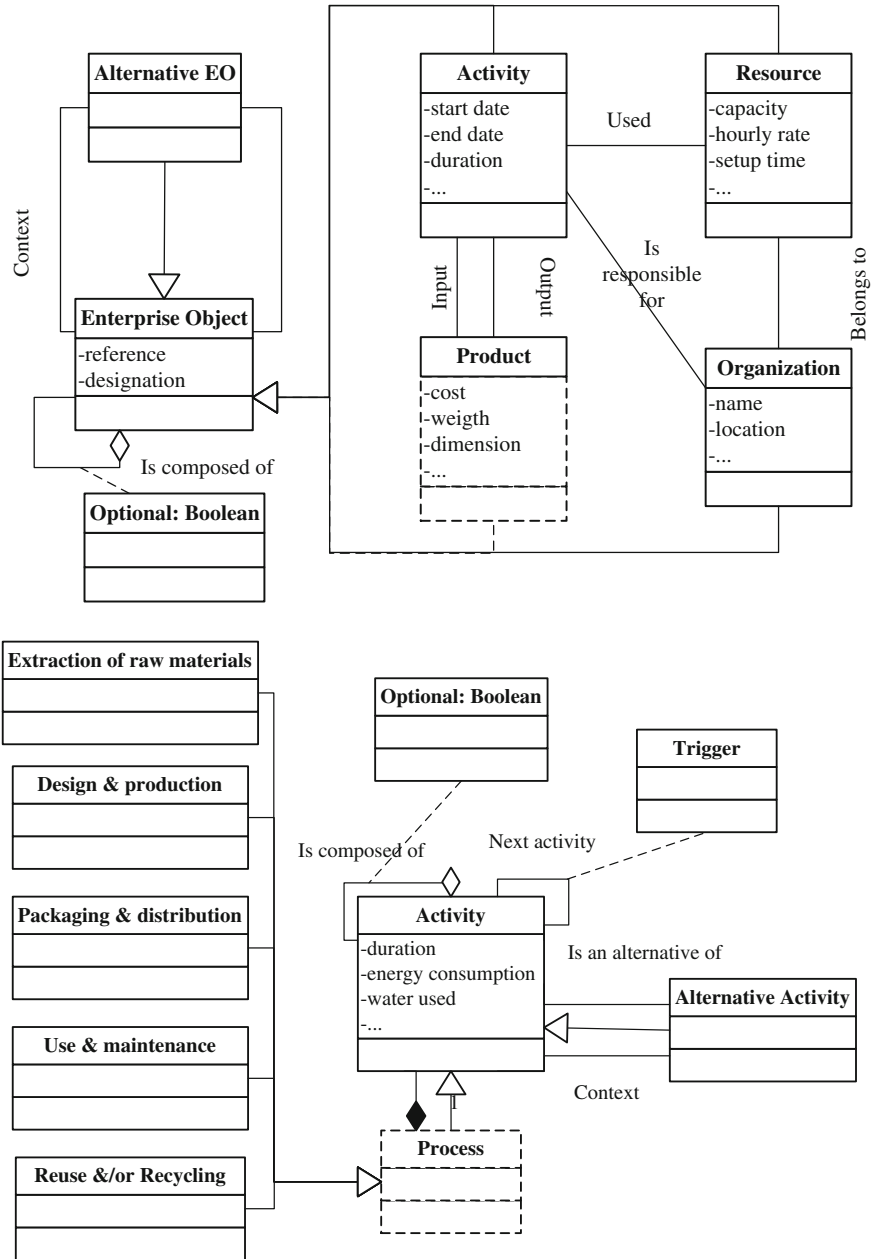 Alternative EO
Context
Enterprise Object
-reference
-designation
Is composed of
Optional: Boolean
Activity
-start date
-end date
-duration
-...
Used
Resource
-capacity
-hourly rate
-setup time
-...
Input
Output
Is
responsible
for
Belongs to
Product
-cost
-weigth
-dimension
-...
Organization
-name
-location
-...
Extraction of raw materials
Design & production
Packaging & distribution
Use & maintenance
Reuse &/or Recycling
Optional: Boolean
Trigger
Is composed of
Next activity
Activity
-duration
-energy consumption
-water used
-...
Is an alternative of
Alternative Activity
Context
1
Process